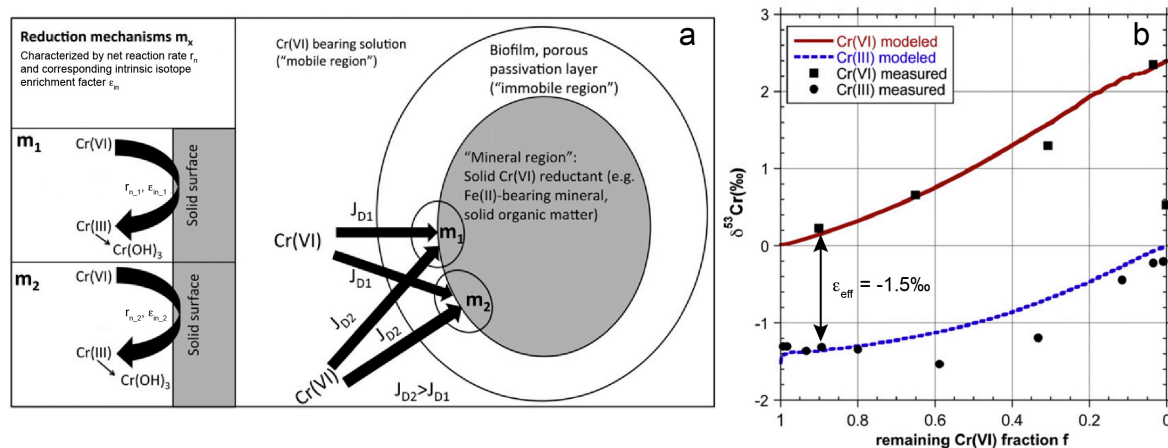 Reduction mechanisms mx
Characterized by net reaction rate rn
and corresponding intrinsic isotope
enrichment facter εin
m1
Cr(VI)
rn_1, εin_1
Cr(III)
Cr(OH)3
Solid surface
m2
Cr(VI)
rn_2, εin_2
Cr(III)
Cr(OH)3
Solid surface
a
Cr(VI) bearing solution
("mobile region")
Biofilm, porous
passivation layer
("immobile region")
"Mineral region":
Solid Cr(VI) reductant (e.g.
Fe(II)-bearing mineral,
solid organic matter)
JD1
Cr(VI)
m1
JD1
m2
JD2
JD2
Cr(VI)
JD2>JD1
b
Cr(VI) modeled
Cr(III) modeled
Cr(VI) measured
Cr(III) measured
3
2
1
0
-1
-2
δ53Cr(‰)
εeff = -1.5‰
1
0.8
0.6
0.4
0.2
0
remaining Cr(VI) fraction f